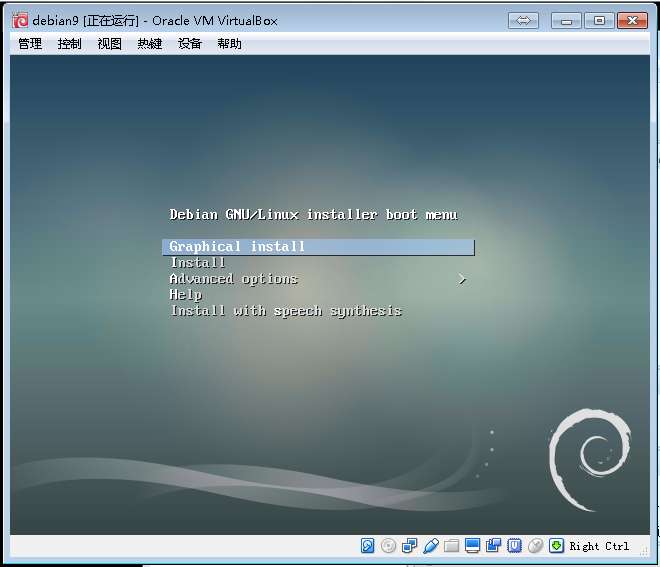 debian9 [正在运行] - Oracle VM VirtualBox
管理 控制 视图 热键 设备 帮助
Debian GNU/Linux installer boot menu
Graphical install
Install
Advanced options >
Help
Install with speech synthesis
Right Ctrl